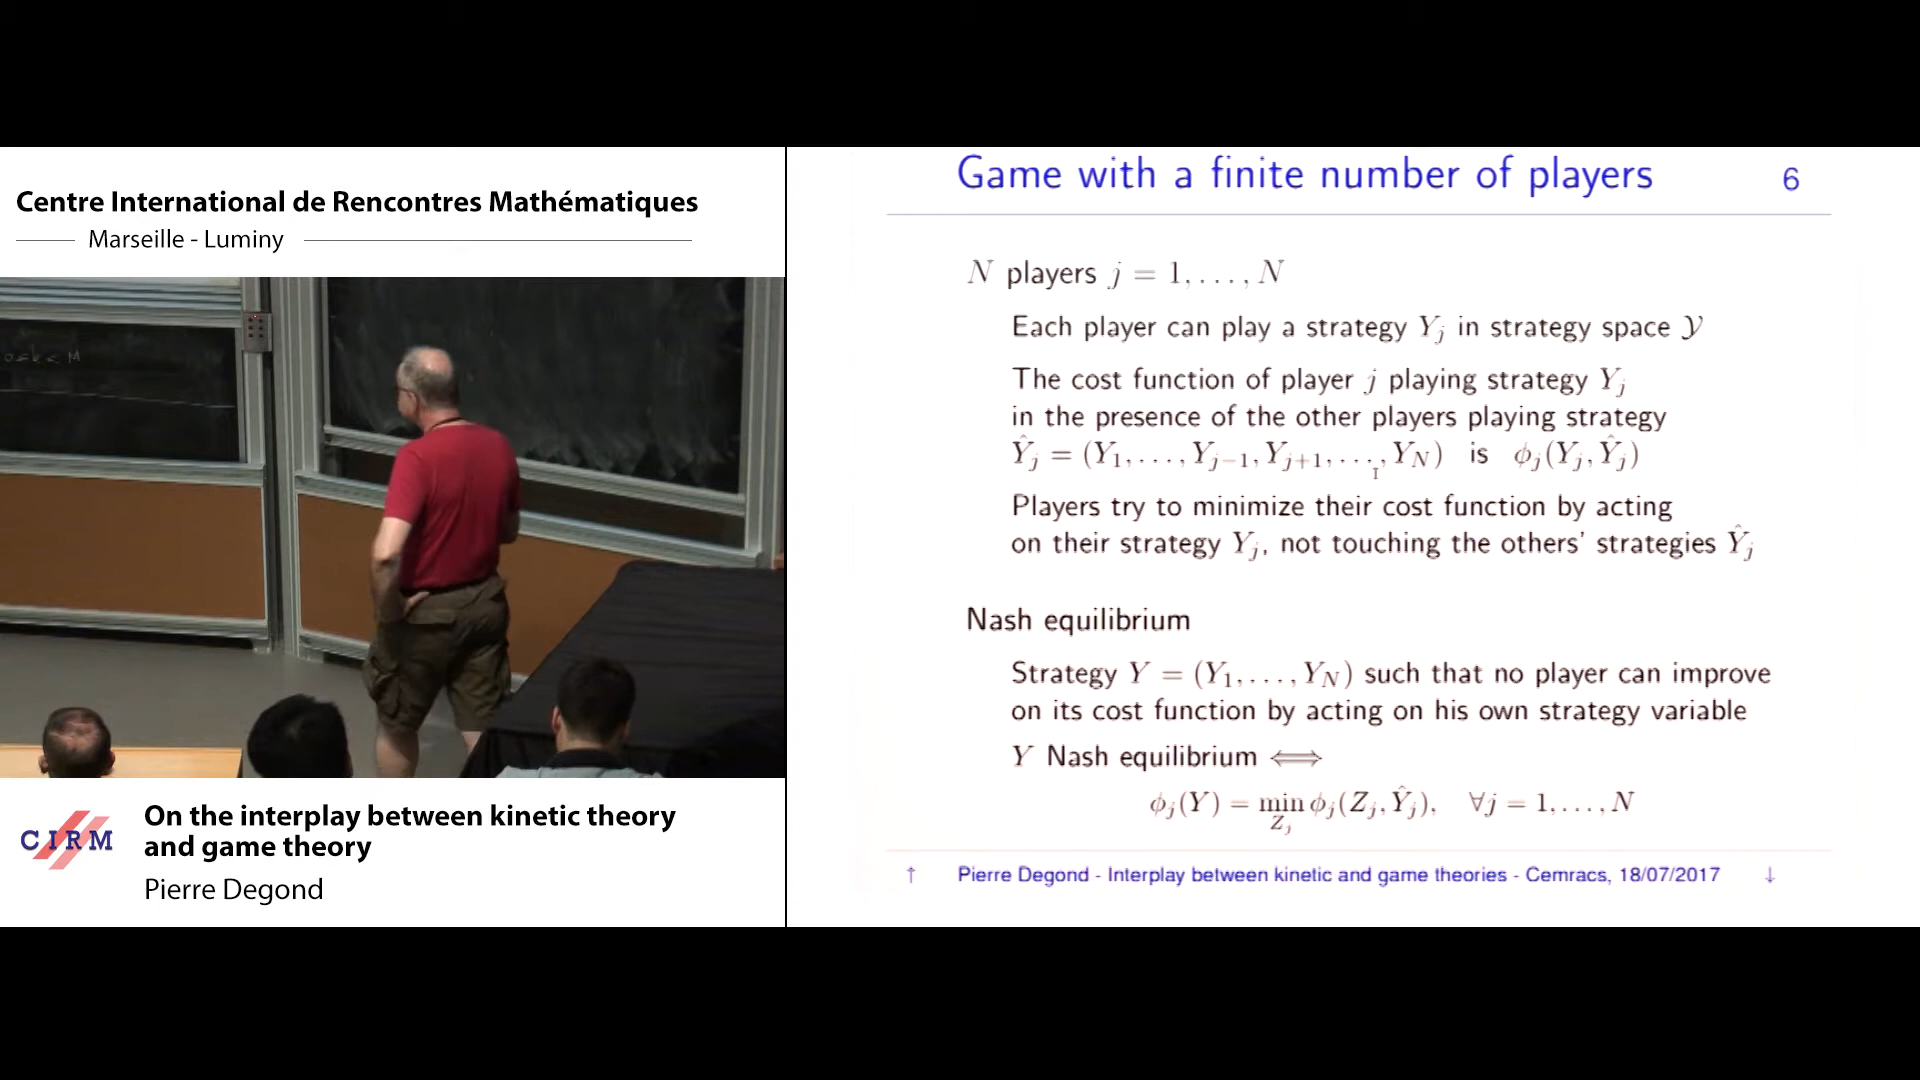 Centre International de Rencontres Mathématiques
Marseille - Luminy
CIRM
On the interplay between kinetic theory
and game theory
Pierre Degond
Game with a finite number of players 6
N players j = 1, . . . , N
Each player can play a strategy Y_j in strategy space 𝒴
The cost function of player j playing strategy Y_j
in the presence of the other players playing strategy
Ŷ_j = (Y_1, . . . , Y_{j−1}, Y_{j+1}, . . . , Y_N) is ϕ_j(Y_j, Ŷ_j)
Players try to minimize their cost function by acting
on their strategy Y_j, not touching the others' strategies Ŷ_j
Nash equilibrium
Strategy Y = (Y_1, . . . , Y_N) such that no player can improve
on its cost function by acting on his own strategy variable
Y Nash equilibrium ⟺
ϕ_j(Y) = min_{Z_j} ϕ_j(Z_j, Ŷ_j), ∀j = 1, . . . , N
↑ Pierre Degond - Interplay between kinetic and game theories - Cemracs, 18/07/2017 ↓